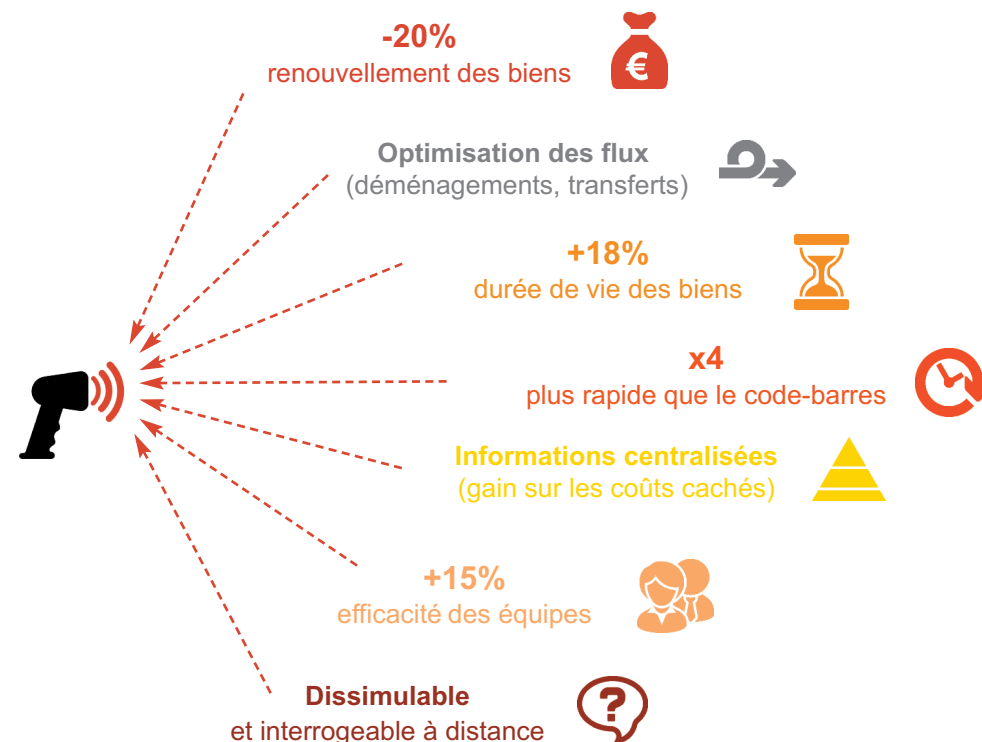 -20%
renouvellement des biens
€
Optimisation des flux
(déménagements, transferts)
+18%
durée de vie des biens
x4
plus rapide que le code-barres
Informations centralisées
(gain sur les coûts cachés)
+15%
efficacité des équipes
Dissimulable
et interrogeable à distance
?